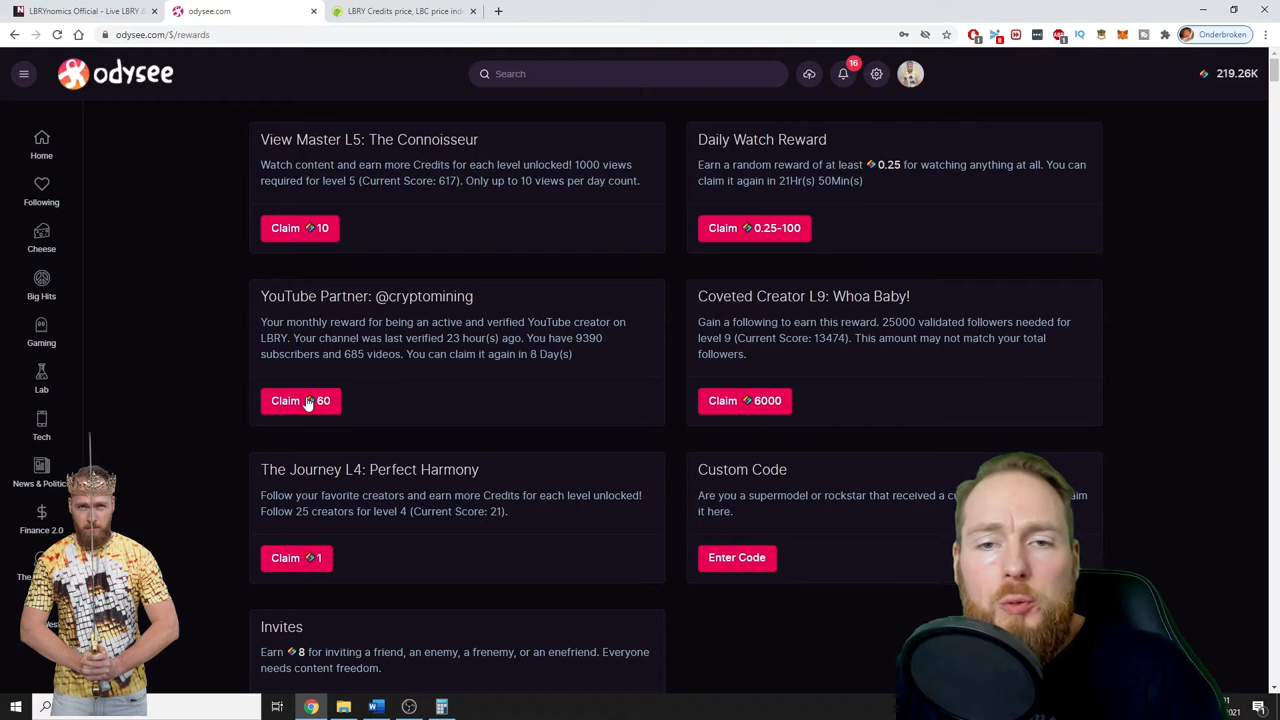 LBRYnomics Official - Live LBRY &
odysee.com
LBRY Credits price, LBC price ind
odysee.com/$/rewards
Onderbroken
odysee
Search
16
219.26K
Home
Following
Cheese
Big Hits
Gaming
Lab
Tech
News & Politic
Finance 2.0
The
View Master L5: The Connoisseur
Watch content and earn more Credits for each level unlocked! 1000 views
required for level 5 (Current Score: 617). Only up to 10 views per day count.
Claim 10
Daily Watch Reward
Earn a random reward of at least 0.25 for watching anything at all. You can
claim it again in 21Hr(s) 50Min(s)
Claim 0.25-100
YouTube Partner: @cryptomining
Your monthly reward for being an active and verified YouTube creator on
LBRY. Your channel was last verified 23 hour(s) ago. You have 9390
subscribers and 685 videos. You can claim it again in 8 Day(s)
Claim 60
Coveted Creator L9: Whoa Baby!
Gain a following to earn this reward. 25000 validated followers needed for
level 9 (Current Score: 13474). This amount may not match your total
followers.
Claim 6000
The Journey L4: Perfect Harmony
Follow your favorite creators and earn more Credits for each level unlocked!
Follow 25 creators for level 4 (Current Score: 21).
Claim 1
Custom Code
Are you a supermodel or rockstar that received a
it here.
Enter Code
Invites
Earn 8 for inviting a friend, an enemy, a frenemy, or an enefriend. Everyone
needs content freedom.